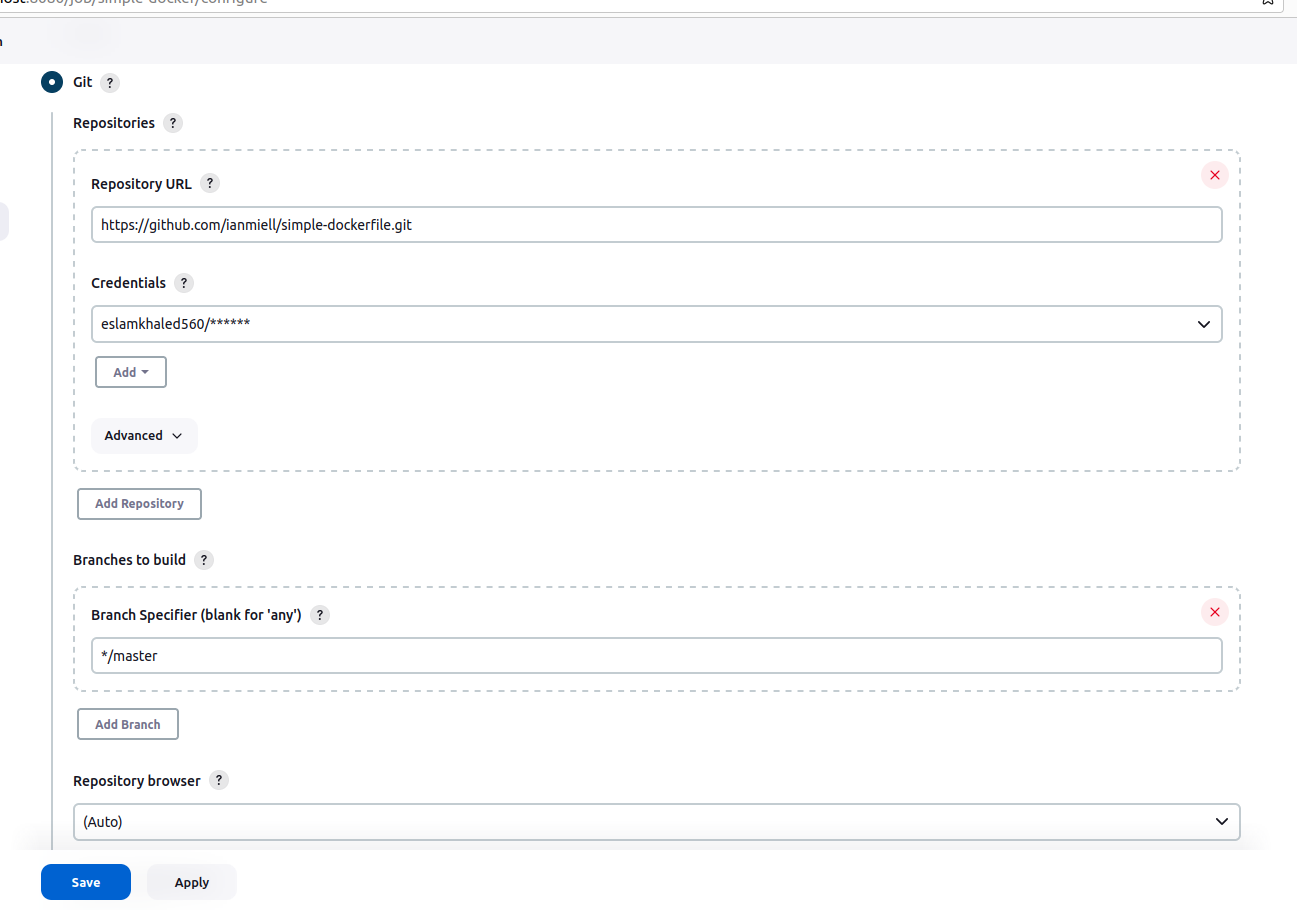 ost:8080/job/simple-docker/configure
Git ?
Repositories ?
Repository URL ?
https://github.com/ianmiell/simple-dockerfile.git
Credentials ?
eslamkhaled560/******
Add
Advanced
Add Repository
Branches to build ?
Branch Specifier (blank for 'any') ?
*/master
Add Branch
Repository browser ?
(Auto)
Save
Apply